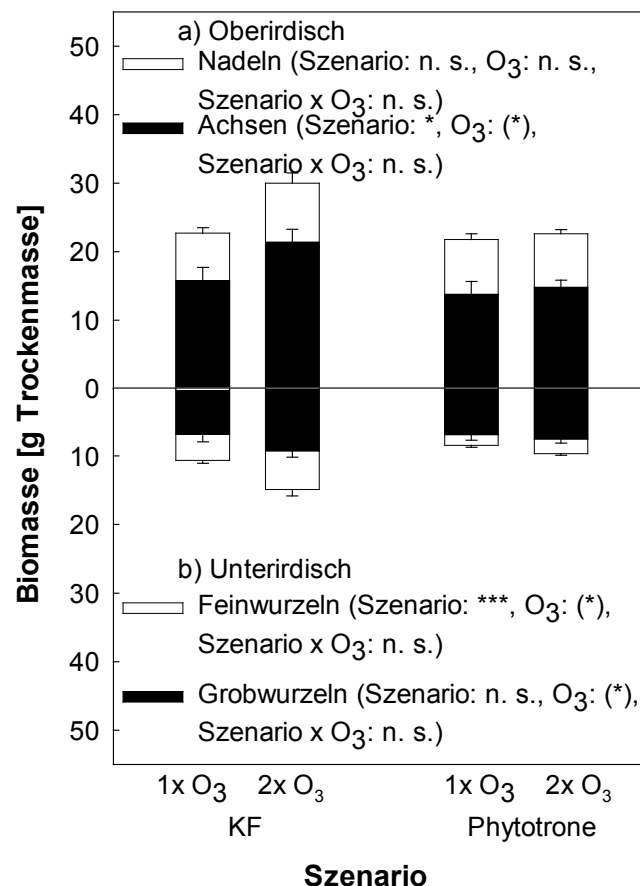 a) Oberirdisch
Nadeln (Szenario: n. s., O3: n. s.,
Szenario x O3: n. s.)
Achsen (Szenario: *, O3: (*),
Szenario x O3: n. s.)
50
40
30
20
10
0
10
20
30
40
50
Biomasse [g Trockenmasse]
b) Unterirdisch
Feinwurzeln (Szenario: ***, O3: (*),
Szenario x O3: n. s.)
Grobwurzeln (Szenario: n. s., O3: (*),
Szenario x O3: n. s.)
1x O3 2x O3 1x O3 2x O3
KF Phytotrone
Szenario